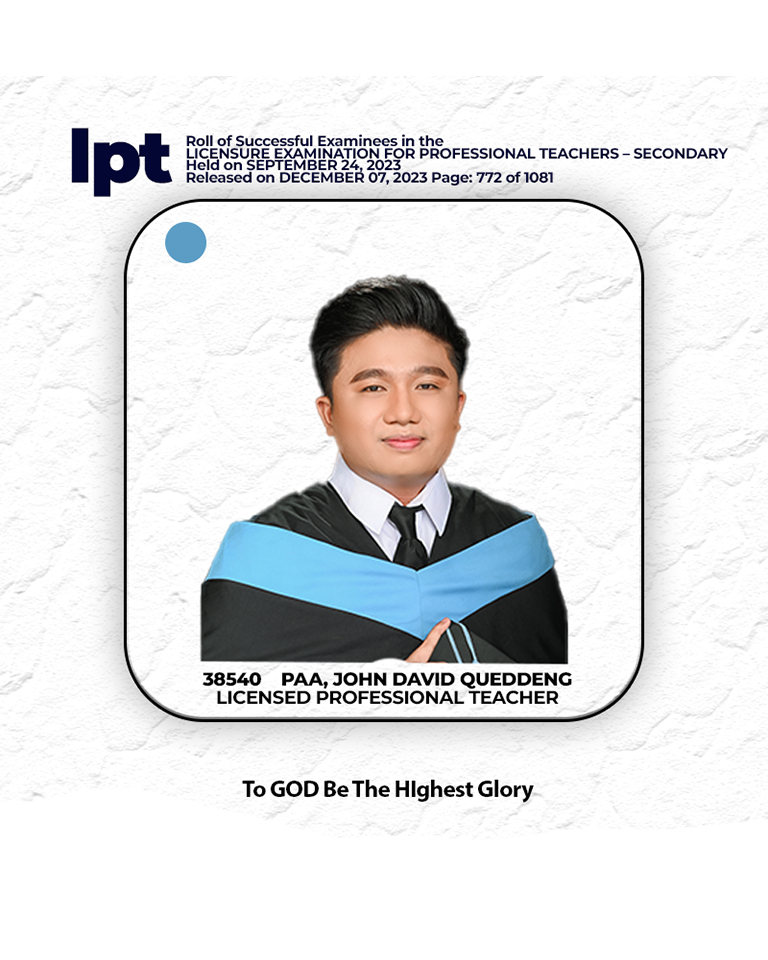 lpt
Roll of Successful Examinees in the
LICENSURE EXAMINATION FOR PROFESSIONAL TEACHERS – SECONDARY
Held on SEPTEMBER 24, 2023
Released on DECEMBER 07, 2023 Page: 772 of 1081
38540 PAA, JOHN DAVID QUEDDENG
LICENSED PROFESSIONAL TEACHER
To GOD Be The HIghest Glory